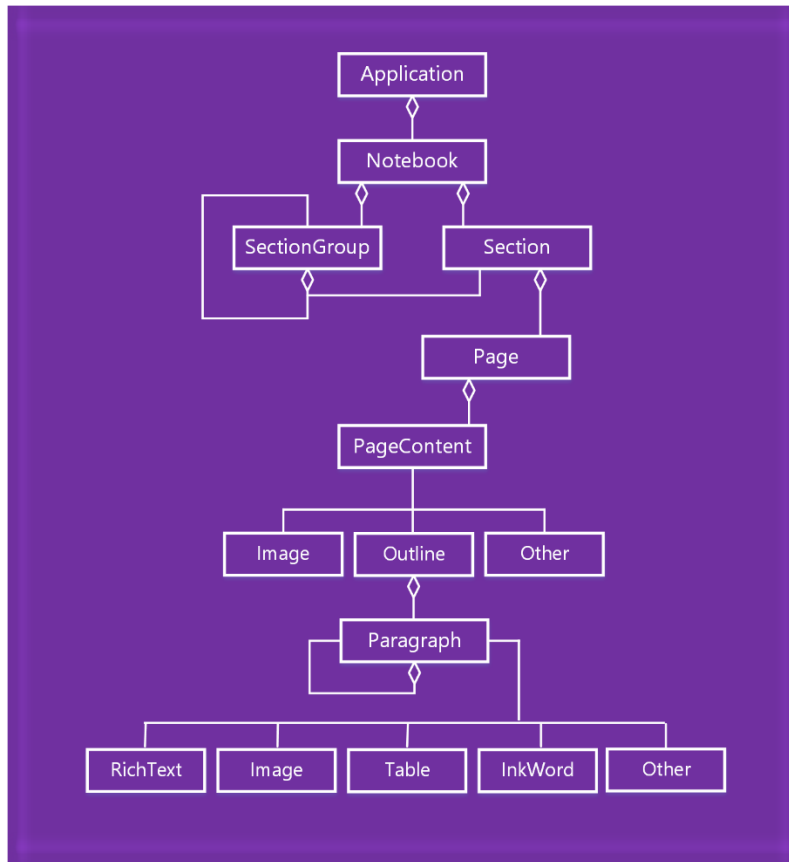 Application
Notebook
SectionGroup
Section
Page
PageContent
Image
Outline
Other
Paragraph
RichText
Image
Table
InkWord
Other